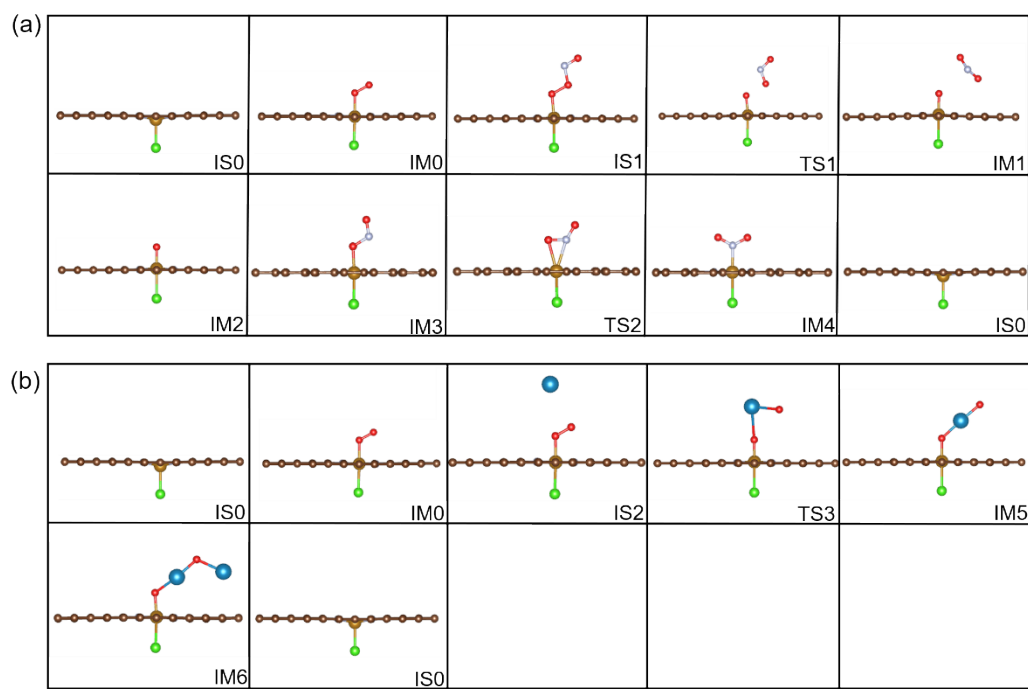 (a)
IS0
IM0
IS1
TS1
IM1
IM2
IM3
TS2
IM4
IS0
(b)
IS0
IM0
IS2
TS3
IM5
IM6
IS0